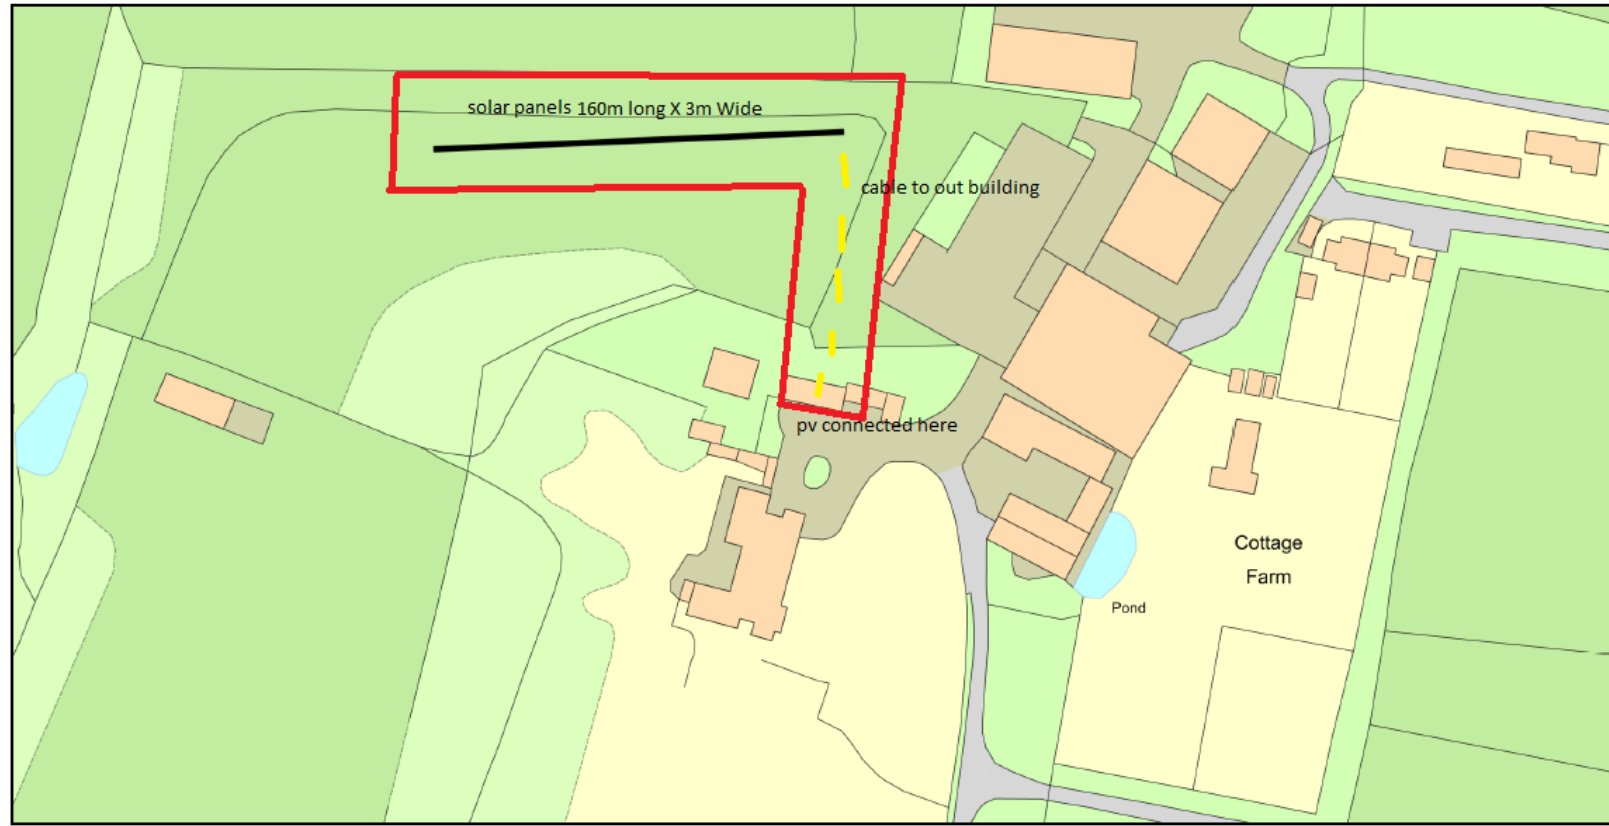 solar panels 160m long X 3m Wide
cable to out building
pv connected here
Cottage
Farm
Pond